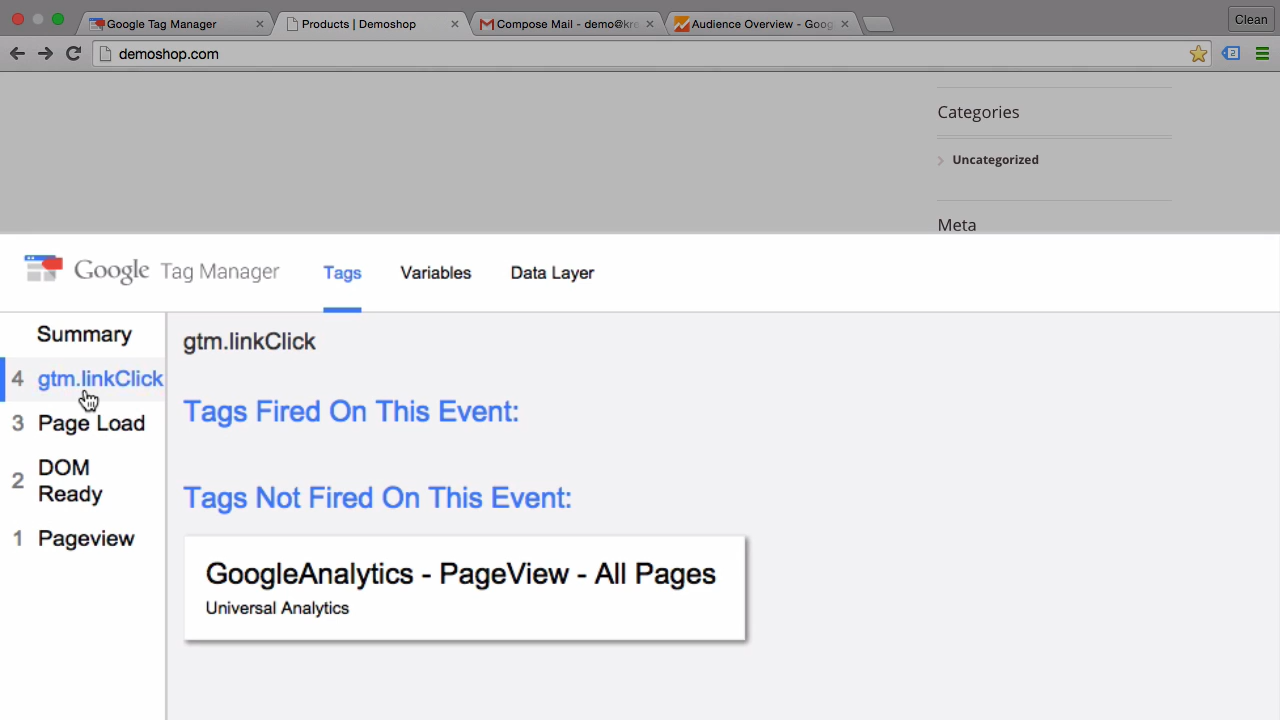 Google Tag Manager
Products | Demoshop
Compose Mail - demo@kre
Audience Overview - Goog
Clean
demoshop.com
2
Categories
Uncategorized
Meta
Google Tag Manager
Tags
Variables
Data Layer
Summary
4 gtm.linkClick
3 Page Load
2 DOM
Ready
1 Pageview
gtm.linkClick
Tags Fired On This Event:
Tags Not Fired On This Event:
GoogleAnalytics - PageView - All Pages
Universal Analytics